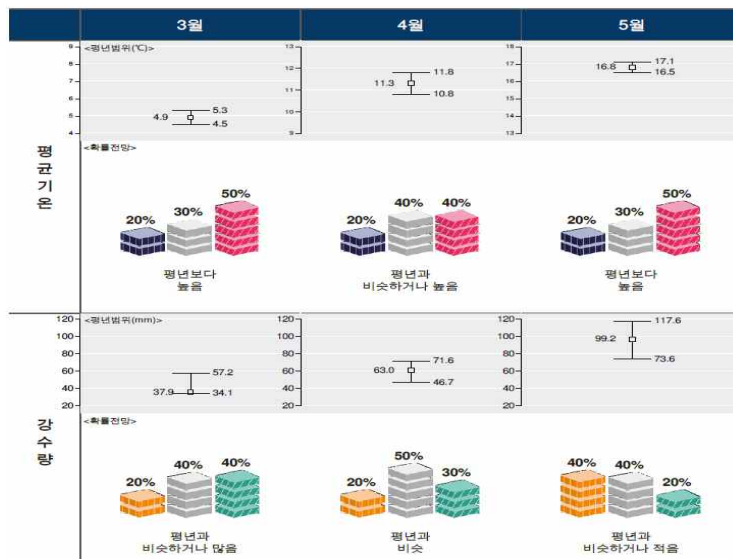 3월 4월 5월
평균기온
<평년범위(℃)>
9 8 7 6 5 4
5.3
4.9
4.5
13 12 11 10 9
11.8
11.3
10.8
18 17 16 15 14 13
17.1
16.8
16.5
<확률전망>
20% 30% 50%
평년보다
높음
20% 40% 40%
평년과
비슷하거나 높음
20% 30% 50%
평년보다
높음
강수량
<평년범위(mm)>
120 100 80 60 40 20
57.2
37.9
34.1
120 100 80 60 40 20
71.6
63.0
46.7
120 100 80 60 40 20
117.6
99.2
73.6
<확률전망>
20% 40% 40%
평년과
비슷하거나 많음
20% 50% 30%
평년과
비슷
40% 40% 20%
평년과
비슷하거나 적음